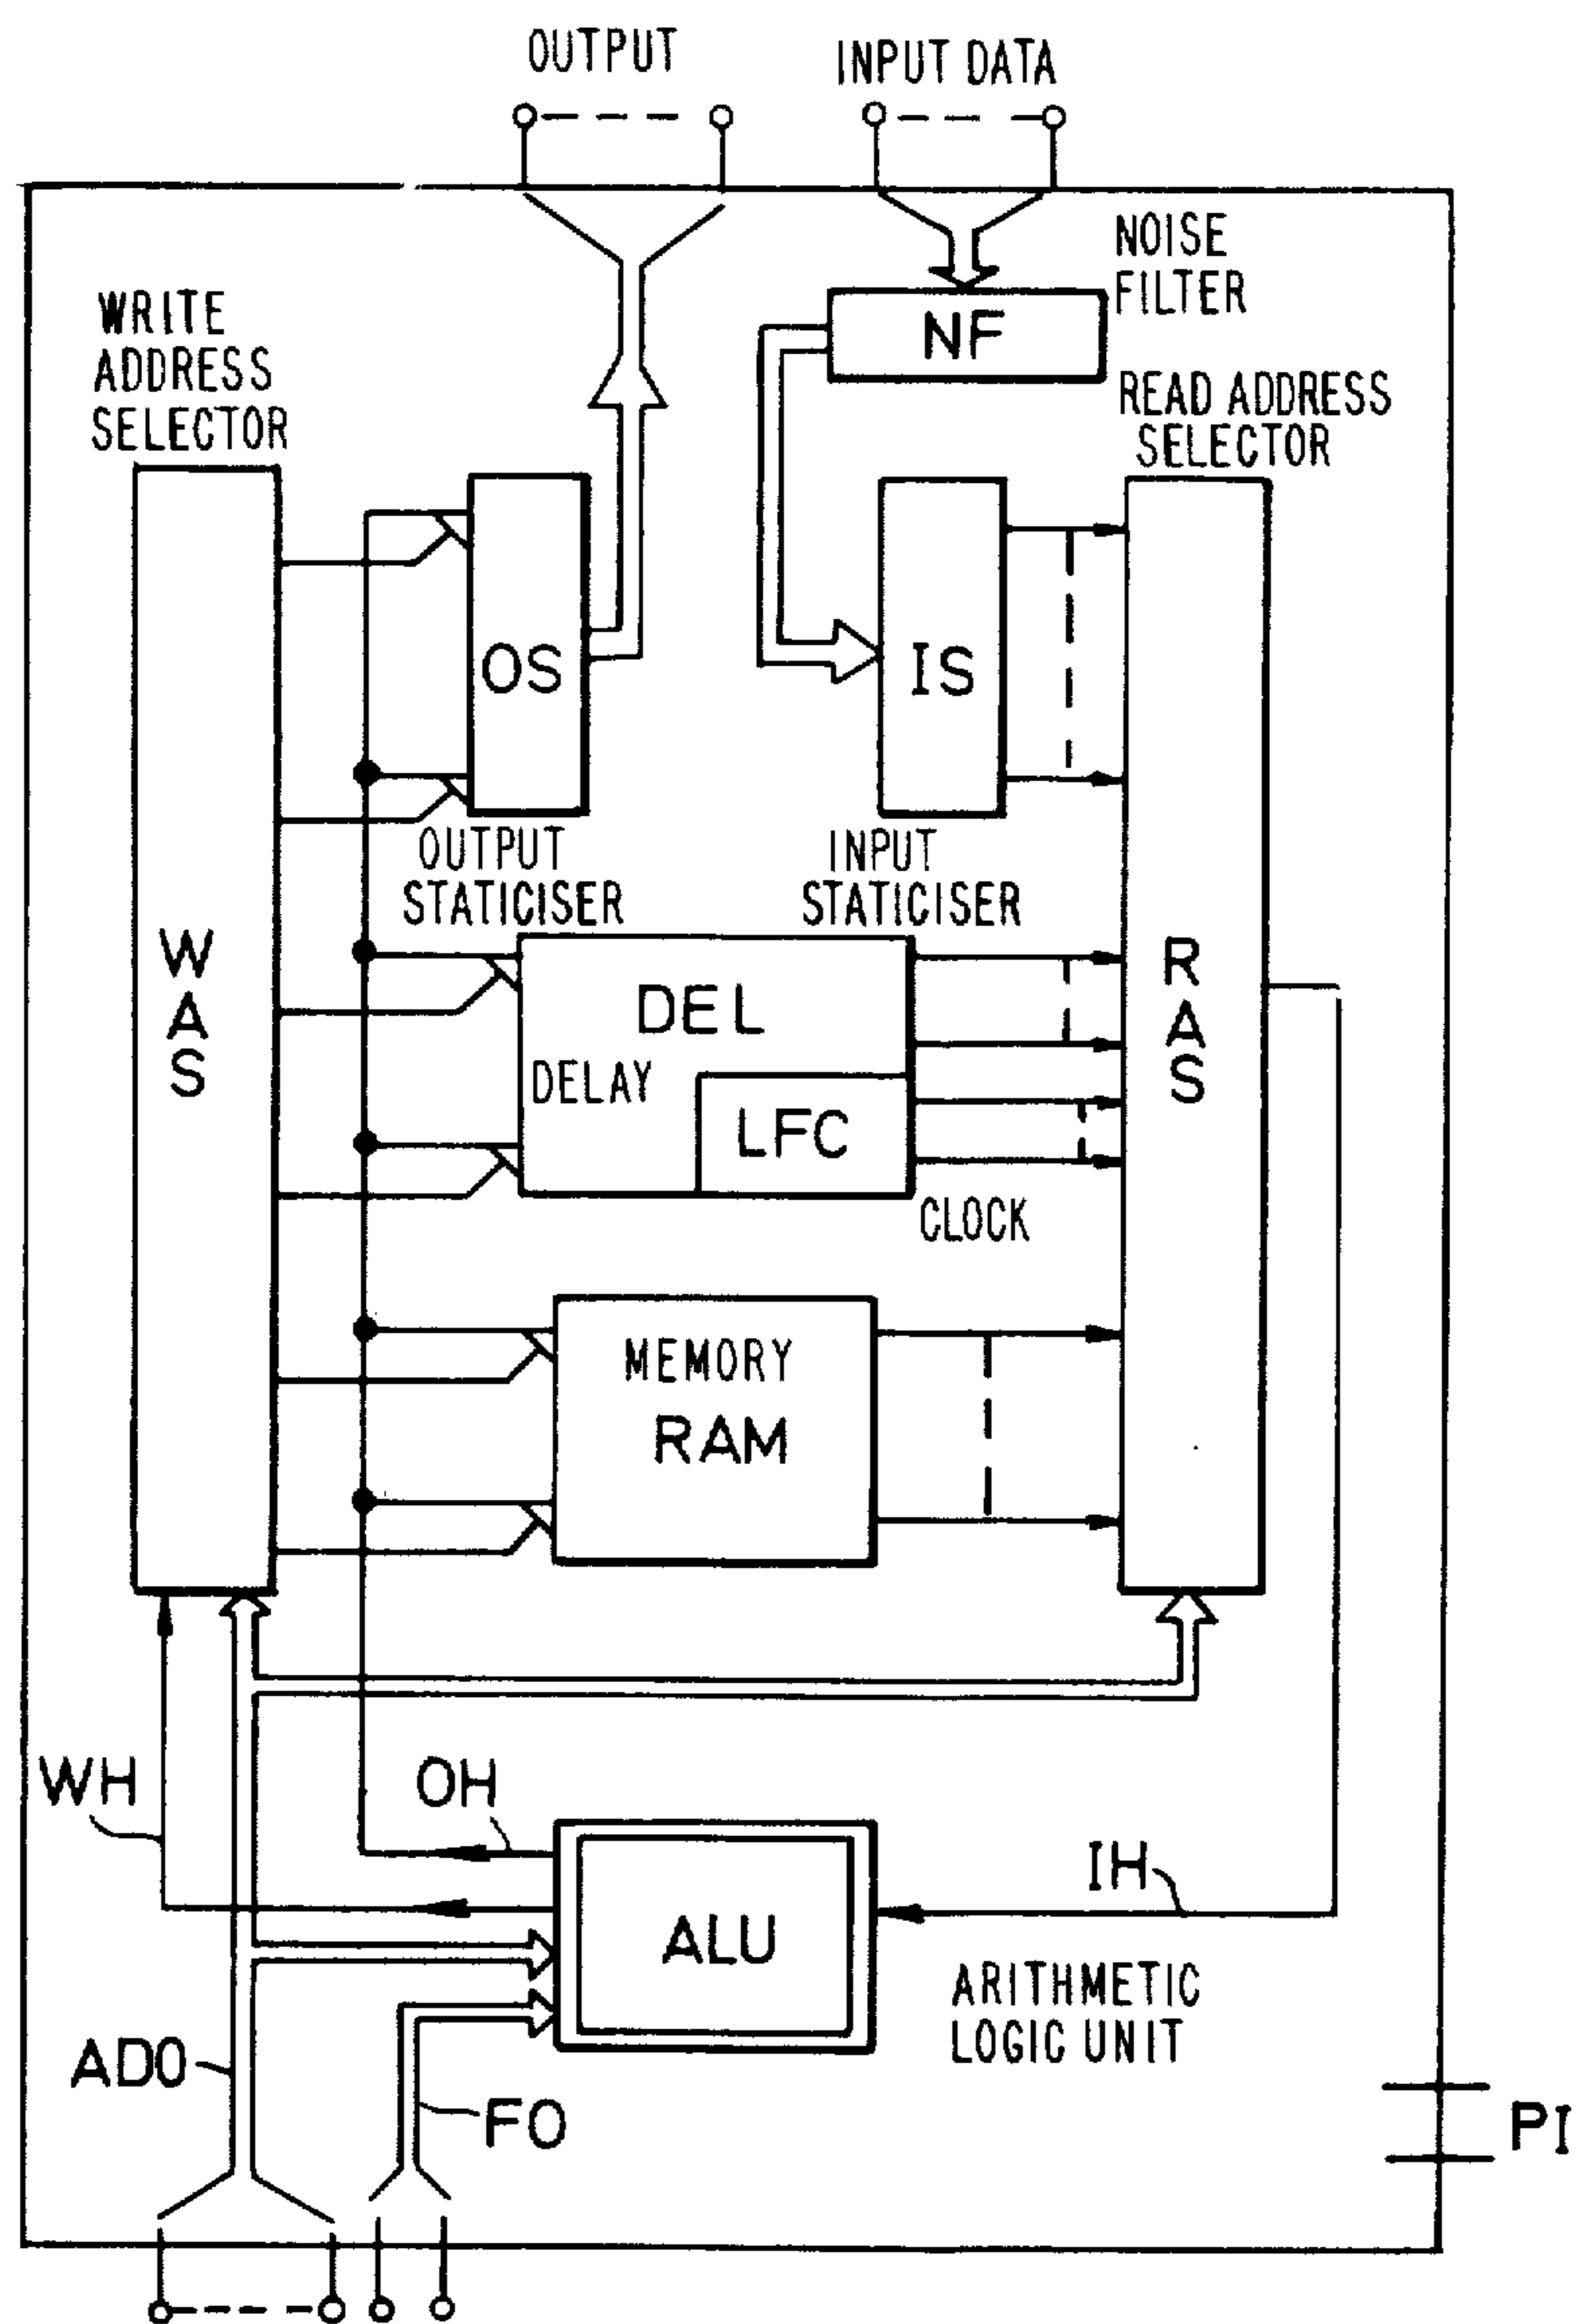 OUTPUT
INPUT DATA
NOISE
FILTER
NF
WRITE
ADDRESS
SELECTOR
READ ADDRESS
SELECTOR
OS
IS
OUTPUT
STATICISER
INPUT
STATICISER
W
A
S
DEL
DELAY
LFC
R
A
S
CLOCK
MEMORY
RAM
WH
OH
IH
ALU
ARITHMETIC
LOGIC UNIT
ADO
FO
PI